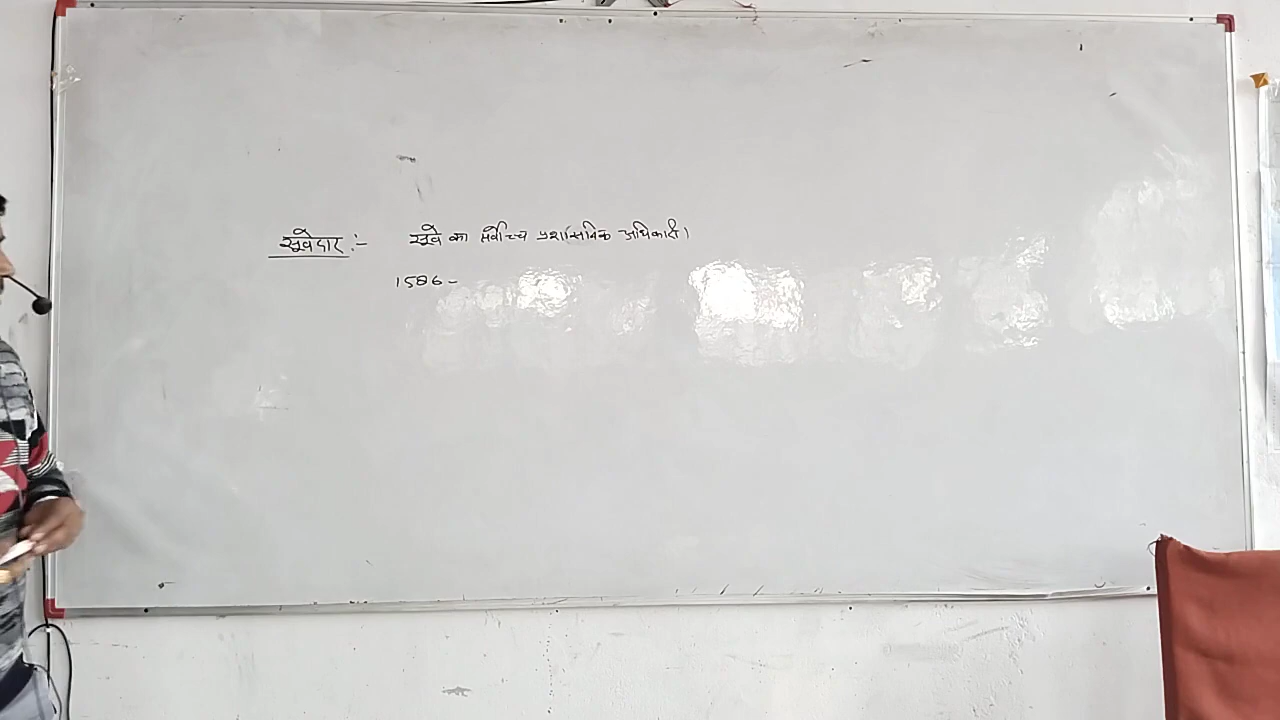 सूबेदार :- सूबे का सर्वोच्च प्रशासनिक अधिकारी।
1586 -